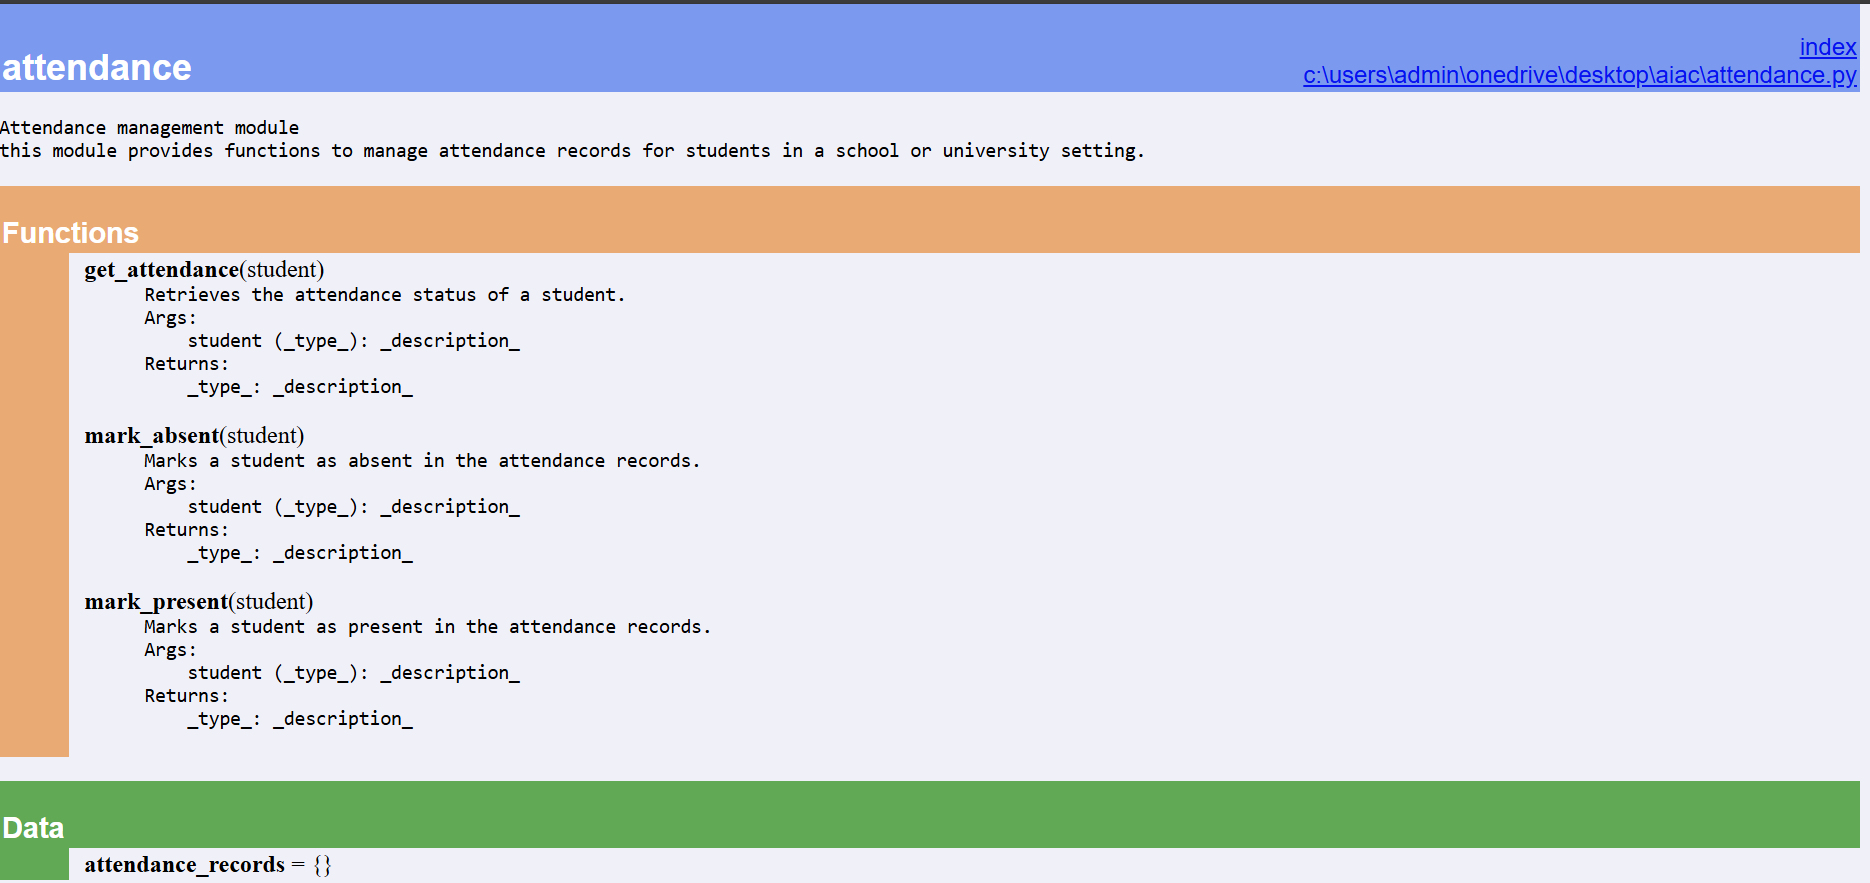 attendance
index
c:\users\admin\onedrive\desktop\aiac\attendance.py
Attendance management module
this module provides functions to manage attendance records for students in a school or university setting.
Functions
get_attendance(student)
Retrieves the attendance status of a student.
Args:
student (_type_): _description_
Returns:
_type_: _description_
mark_absent(student)
Marks a student as absent in the attendance records.
Args:
student (_type_): _description_
Returns:
_type_: _description_
mark_present(student)
Marks a student as present in the attendance records.
Args:
student (_type_): _description_
Returns:
_type_: _description_
Data
attendance_records = {}